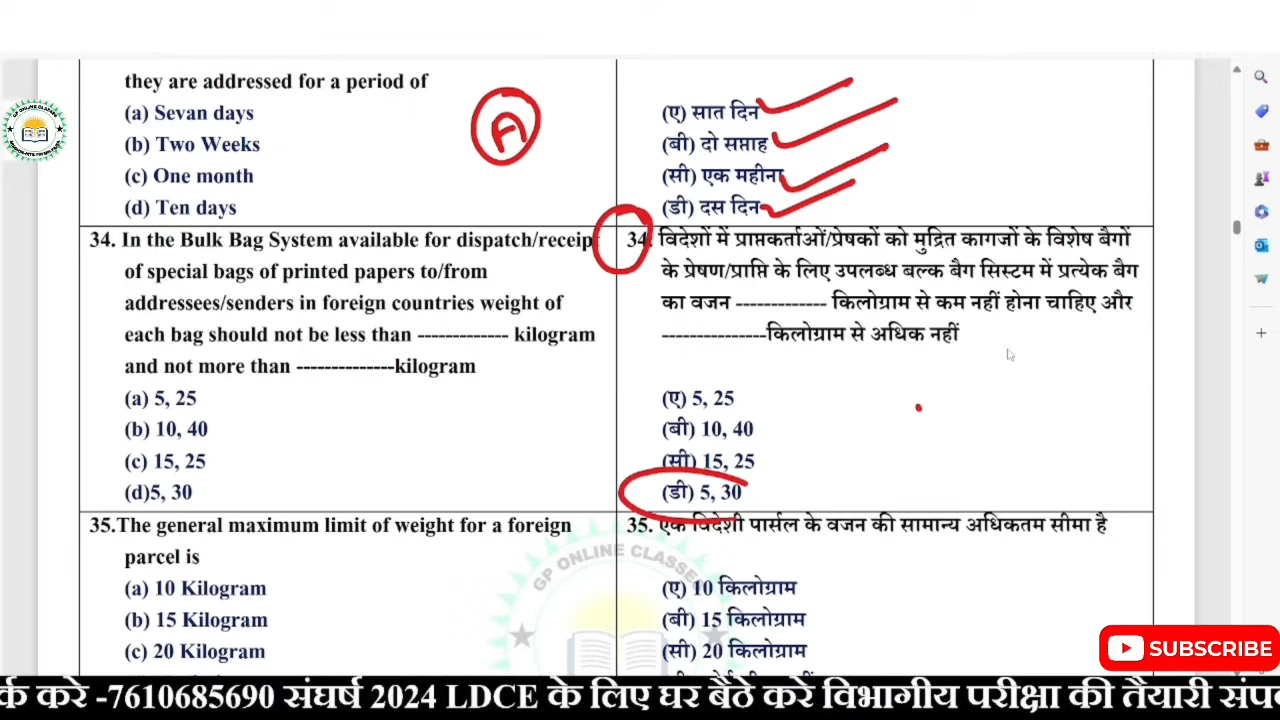 they are addressed for a period of
(a) Sevan days
(b) Two Weeks
(c) One month
(d) Ten days
(ए) सात दिन
(बी) दो सप्ताह
(सी) एक महीना
(डी) दस दिन
A
34. In the Bulk Bag System available for dispatch/receipt
of special bags of printed papers to/from
addressees/senders in foreign countries weight of
each bag should not be less than ------------- kilogram
and not more than --------------kilogram
(a) 5, 25
(b) 10, 40
(c) 15, 25
(d)5, 30
34. विदेशों में प्राप्तकर्ताओं/प्रेषकों को मुद्रित कागजों के विशेष बैगों
के प्रेषण/प्राप्ति के लिए उपलब्ध बल्क बैग सिस्टम में प्रत्येक बैग
का वजन ------------- किलोग्राम से कम नहीं होना चाहिए और
---------------किलोग्राम से अधिक नहीं
(ए) 5, 25
(बी) 10, 40
(सी) 15, 25
(डी) 5, 30
35.The general maximum limit of weight for a foreign
parcel is
(a) 10 Kilogram
(b) 15 Kilogram
(c) 20 Kilogram
35. एक विदेशी पार्सल के वजन की सामान्य अधिकतम सीमा है
(ए) 10 किलोग्राम
(बी) 15 किलोग्राम
(सी) 20 किलोग्राम
GP ONLINE CLASSES
SUBSCRIBE
र्क करे -7610685690 संघर्ष 2024 LDCE के लिए घर बैठे करे विभागीय परीक्षा की तैयारी संप